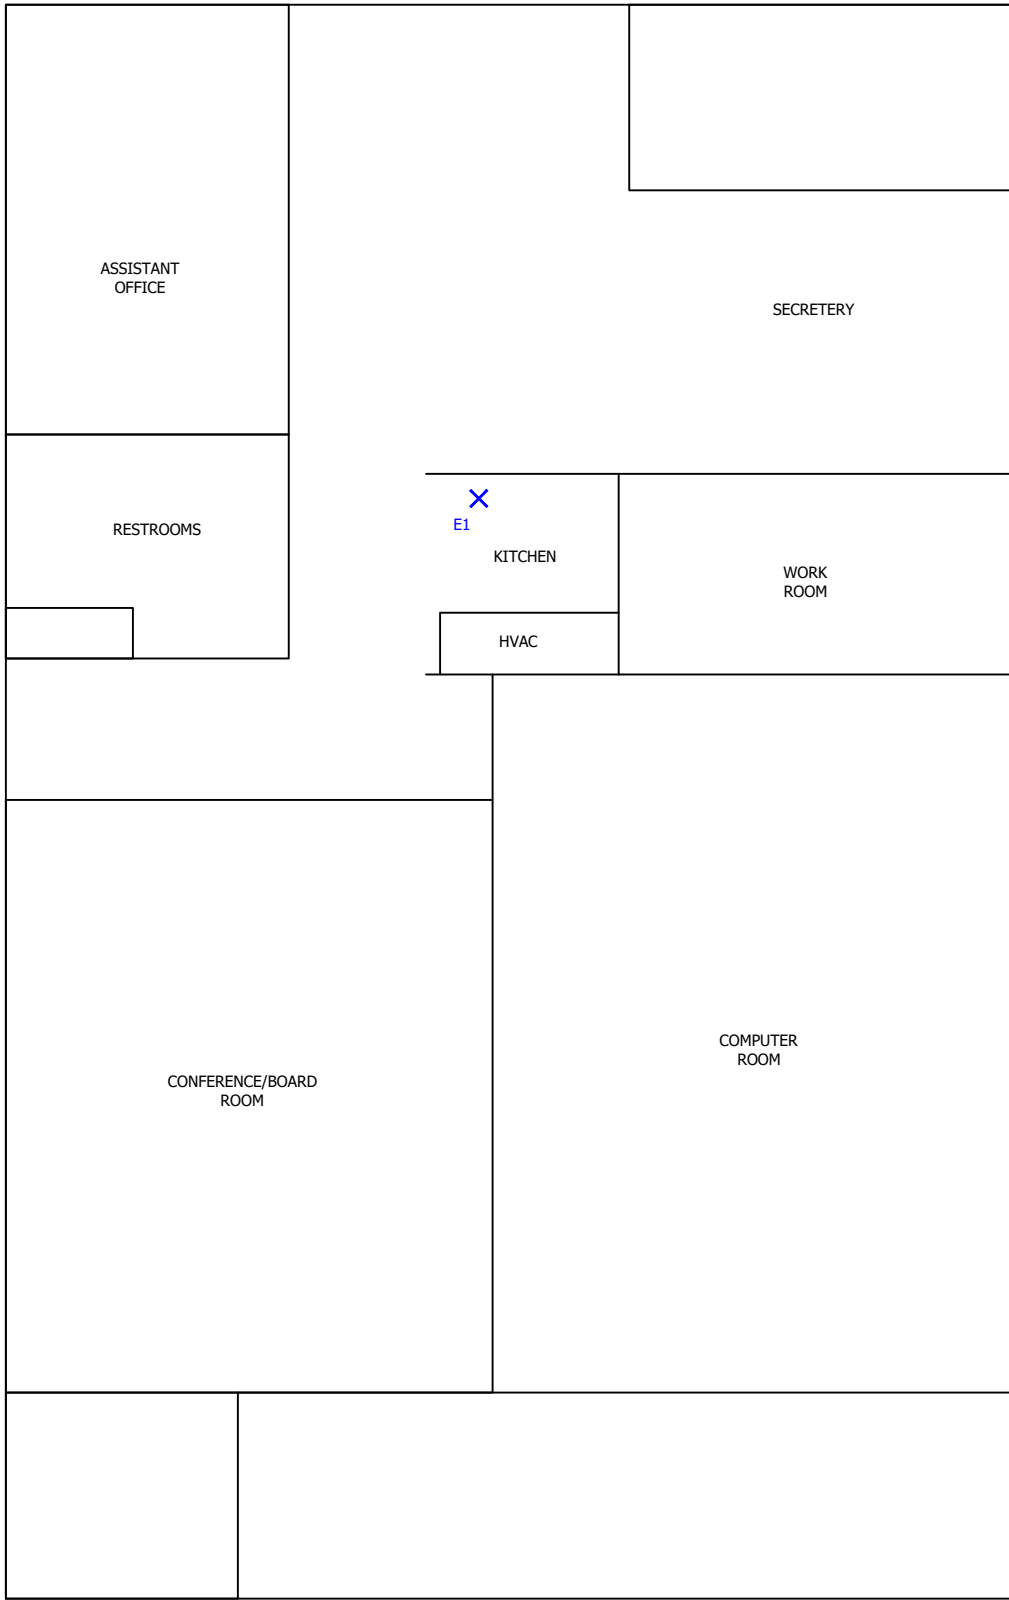 ASSISTANT
OFFICE
SECRETERY
E1
RESTROOMS
KITCHEN
WORK
ROOM
HVAC
COMPUTER
ROOM
CONFERENCE/BOARD
ROOM